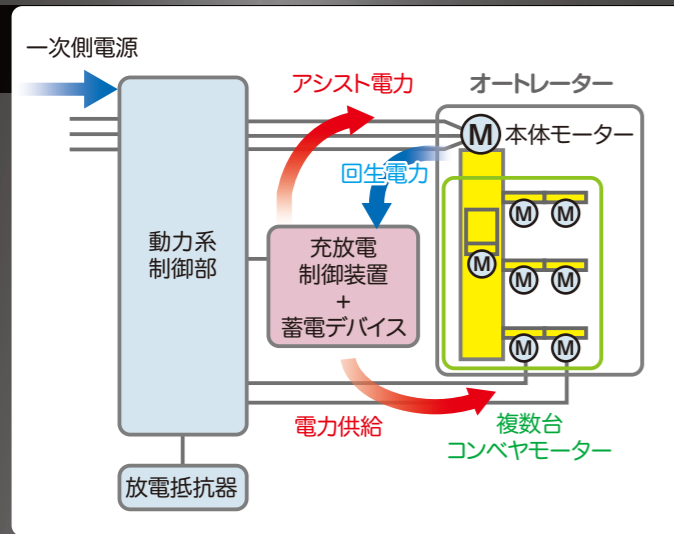 一次側電源
アシスト電力
オートレーター
M
本体モーター
回生電力
動力系
制御部
充放電
制御装置
+
蓄電デバイス
M
M
M
M
M
M
M
電力供給
複数台
コンベヤモーター
放電抵抗器